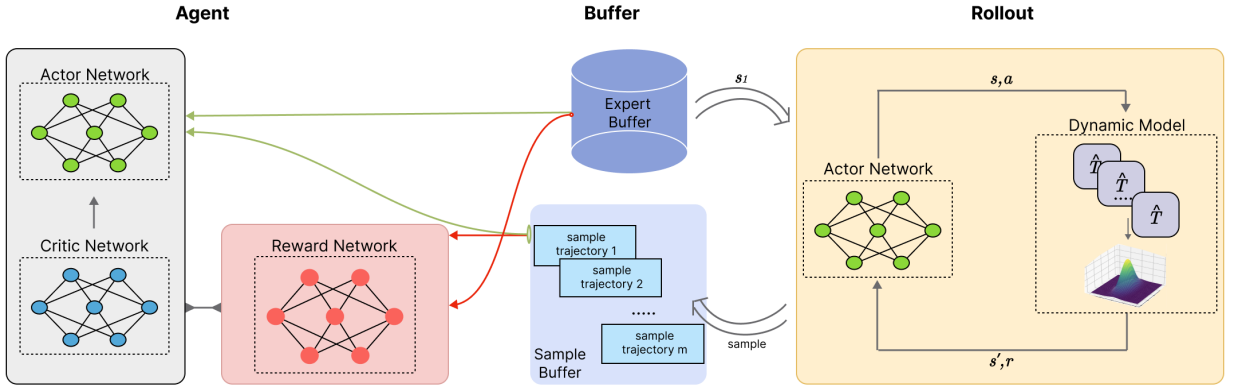 Agent
Buffer
Rollout
Actor Network
Critic Network
Reward Network
Expert
Buffer
sample
trajectory 1
sample
trajectory 2
.....
sample
trajectory m
Sample
Buffer
s₁
sample
s,a
Dynamic Model
T̂
T̂
....
T̂
Actor Network
s′,r